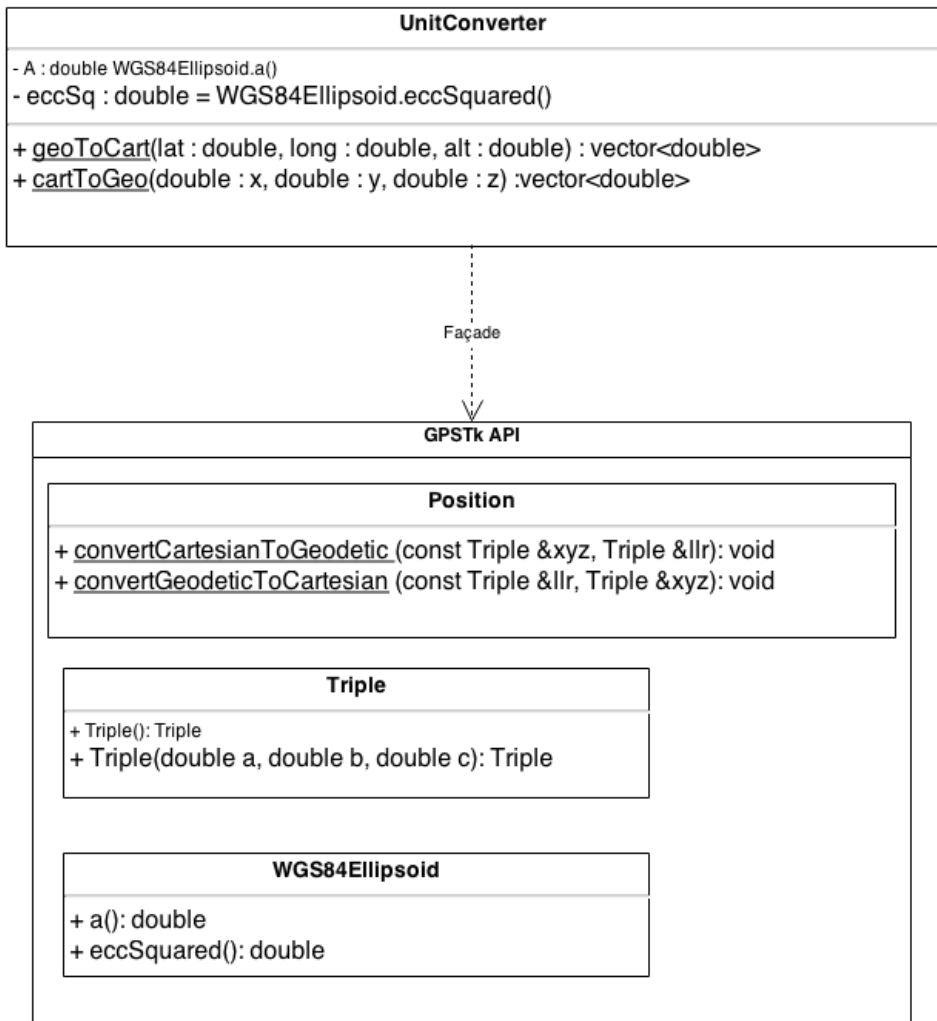 UnitConverter
- A : double WGS84Ellipsoid.a()
- eccSq : double = WGS84Ellipsoid.eccSquared()
+ geoToCart(lat : double, long : double, alt : double) : vector<double>
+ cartToGeo(double : x, double : y, double : z) :vector<double>
Façade
GPSTk API
Position
+ convertCartesianToGeodetic (const Triple &xyz, Triple &llr): void
+ convertGeodeticToCartesian (const Triple &llr, Triple &xyz): void
Triple
+ Triple(): Triple
+ Triple(double a, double b, double c): Triple
WGS84Ellipsoid
+ a(): double
+ eccSquared(): double